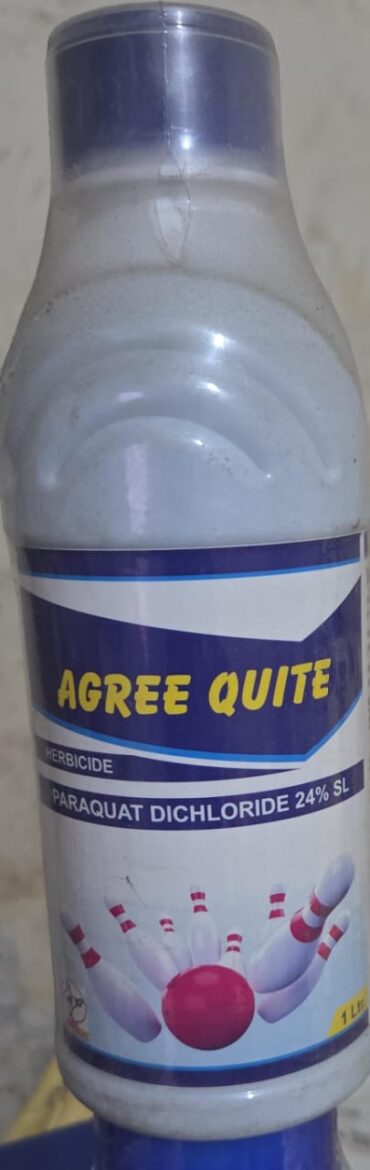 AGREE QUITE
HERBICIDE
PARAQUAT DICHLORIDE 24% SL
1 Ltr.